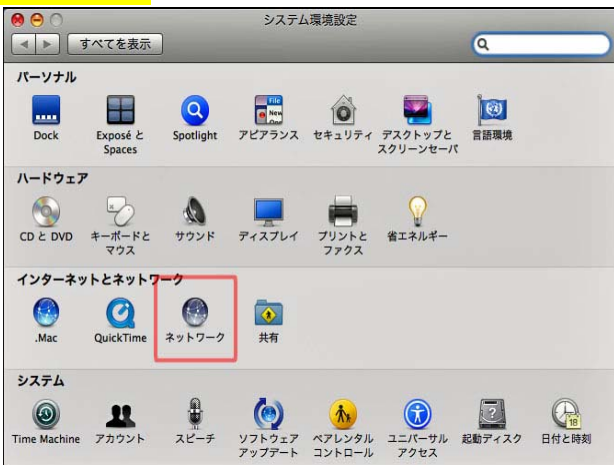 システム環境設定
すべてを表示
パーソナル
Dock
Exposé と
Spaces
Spotlight
File
New
アピアランス
セキュリティ
デスクトップと
スクリーンセーバ
言語環境
ハードウェア
CD と DVD
キーボードと
マウス
サウンド
ディスプレイ
プリントと
ファクス
省エネルギー
インターネットとネットワーク
.Mac
QuickTime
ネットワーク
共有
システム
Time Machine
アカウント
スピーチ
ソフトウェア
アップデート
ペアレンタル
コントロール
ユニバーサル
アクセス
起動ディスク
18
日付と時刻